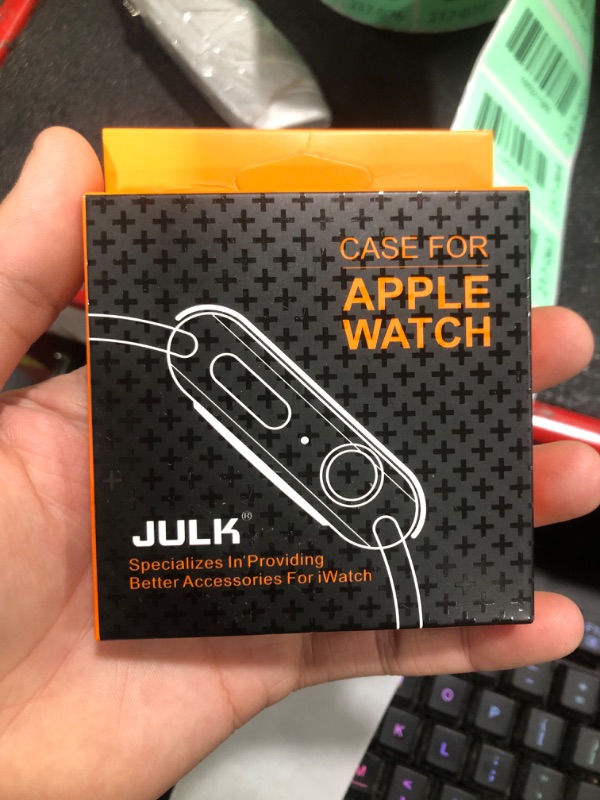 CASE FOR
APPLE
WATCH
JULK®
Specializes In Providing
Better Accessories For iWatch
O
P
K
L
M